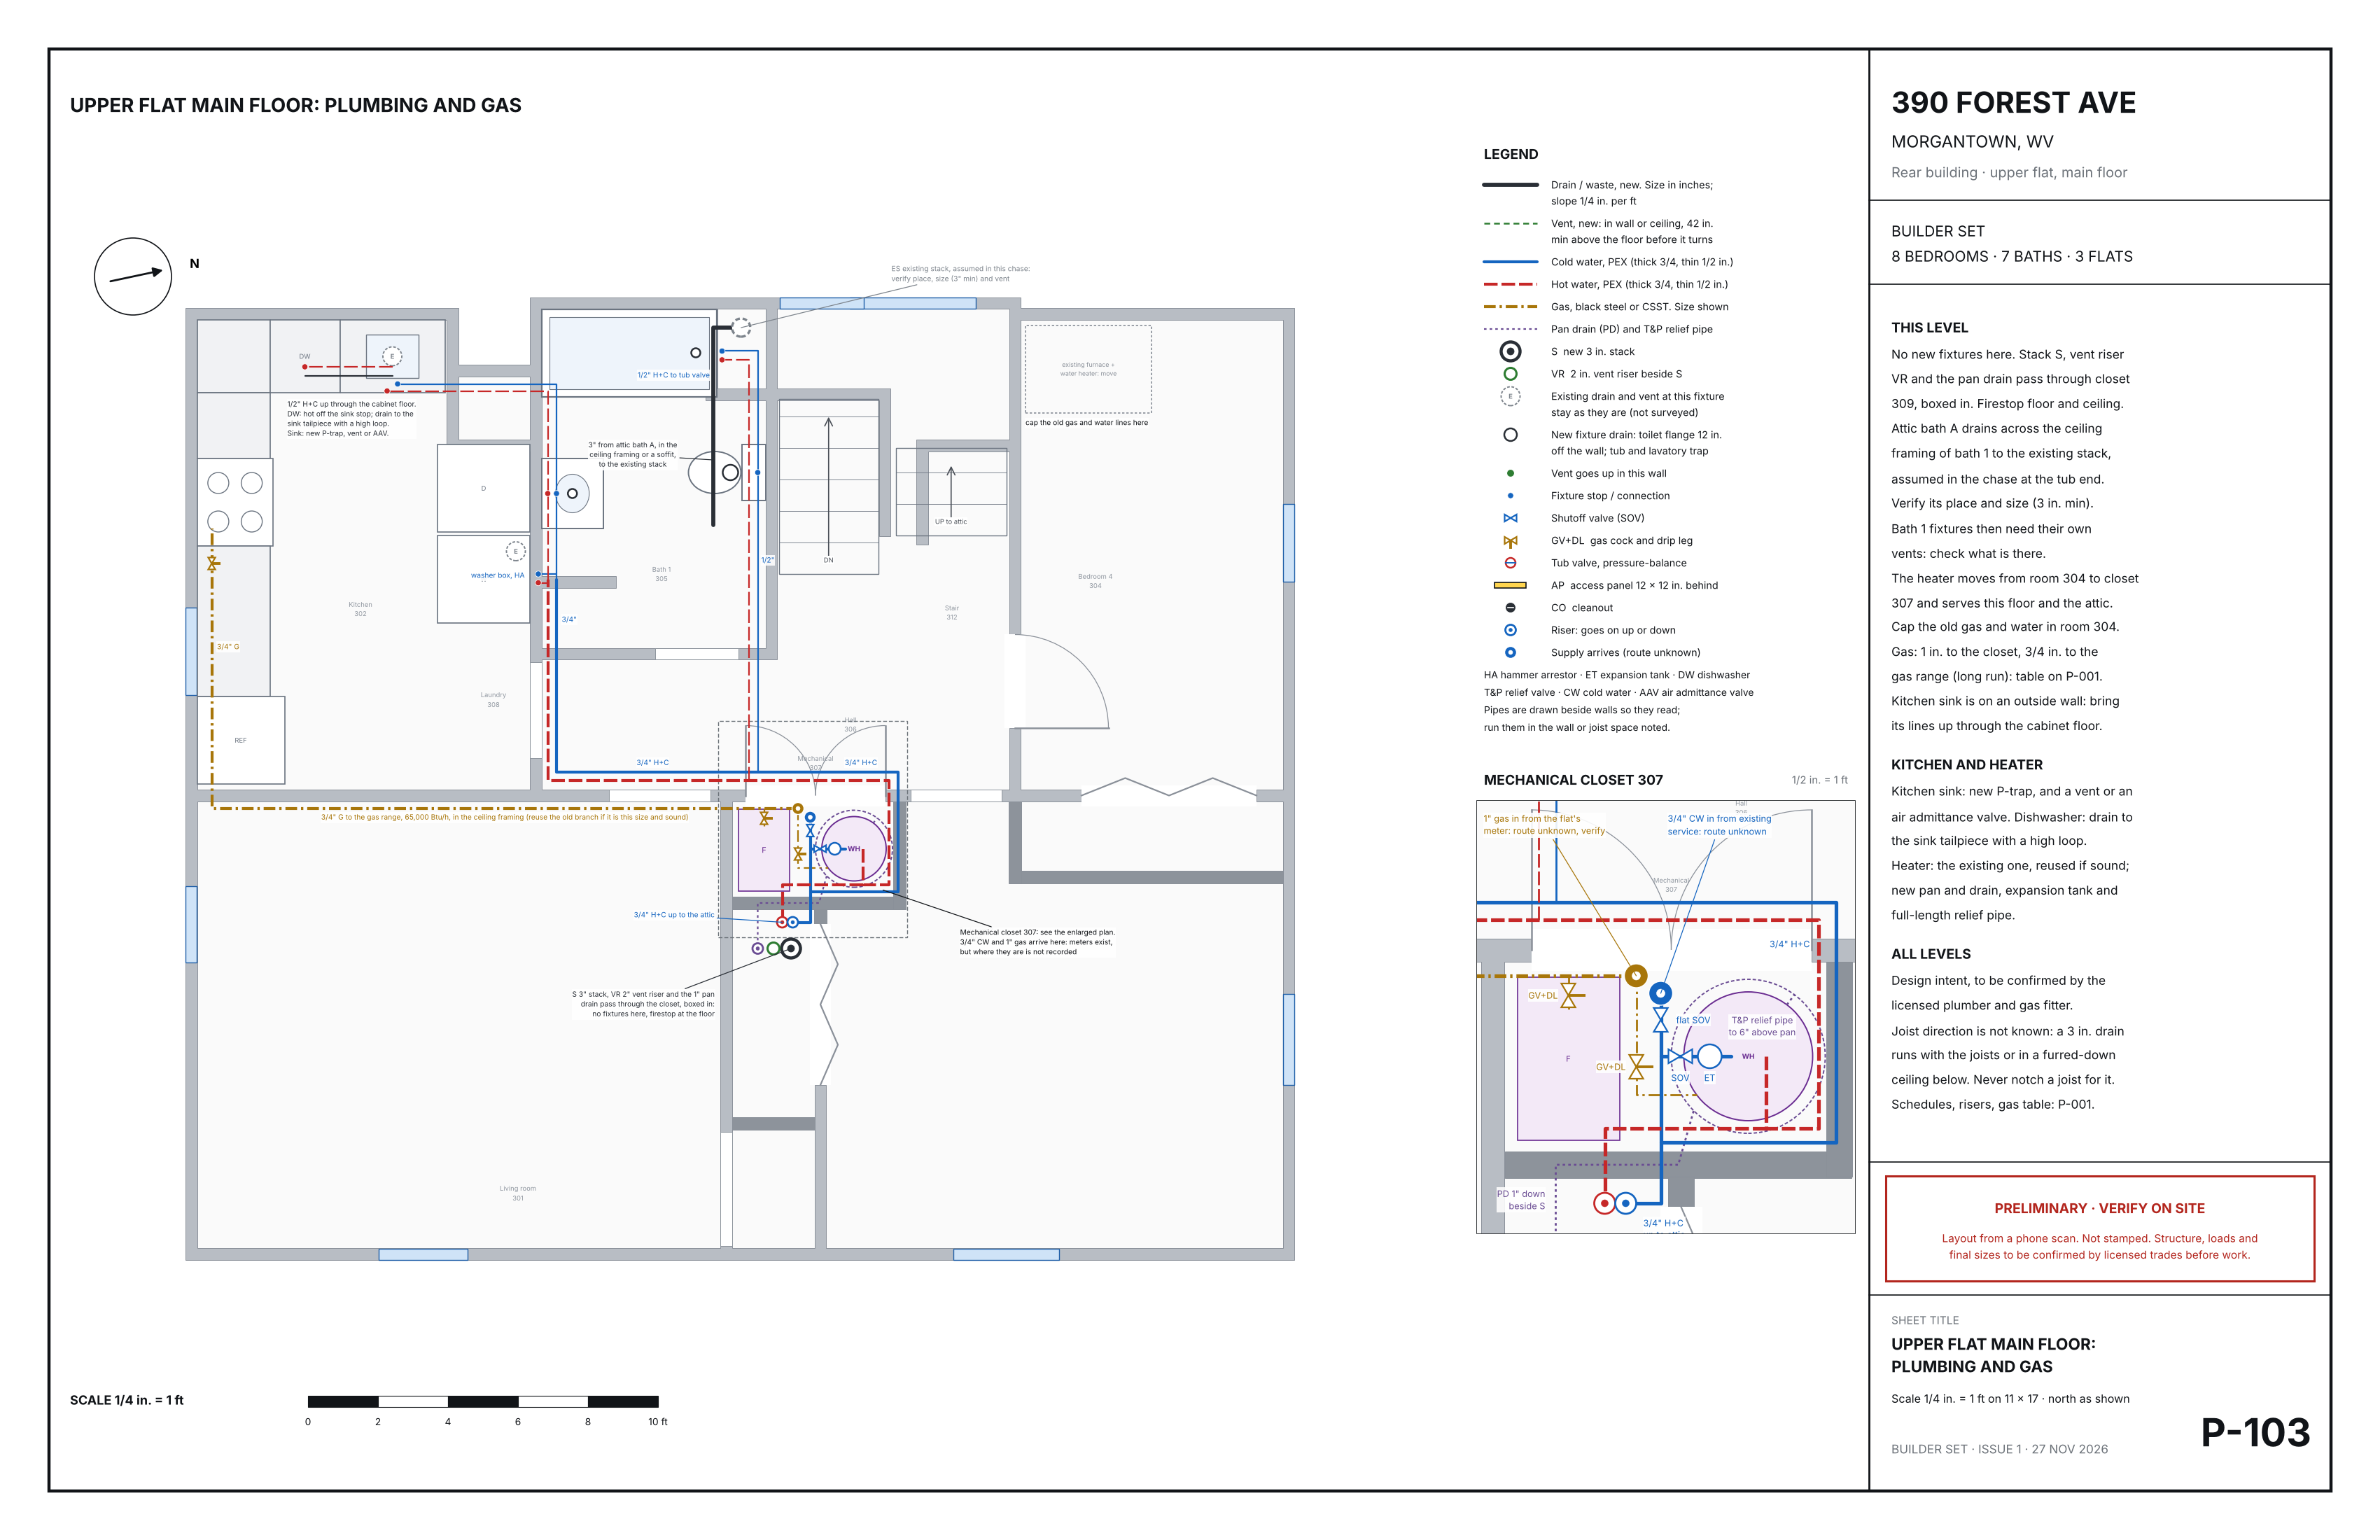 UPPER FLAT MAIN FLOOR: PLUMBING AND GAS
N
ES existing stack, assumed in this chase:
verify place, size (3" min) and vent
DW
E
1/2" H+C up through the cabinet floor.
DW: hot off the sink stop; drain to the
sink tailpiece with a high loop.
Sink: new P-trap, vent or AAV.
1/2" H+C to tub valve
existing furnace +
water heater: move
cap the old gas and water lines here
3" from attic bath A, in the
ceiling framing or a soffit,
to the existing stack
D
E
washer box, HA
UP to attic
DN
1/2"
Bath 1
305
Bedroom 4
304
Kitchen
302
Stair
312
3/4"
3/4" G
Laundry
308
REF
Hall
306
Mechanical
307
3/4" H+C
3/4" H+C
3/4" G to the gas range, 65,000 Btu/h, in the ceiling framing (reuse the old branch if it is this size and sound)
F
WH
3/4" H+C up to the attic
Mechanical closet 307: see the enlarged plan.
3/4" CW and 1" gas arrive here: meters exist,
but where they are is not recorded
S 3" stack, VR 2" vent riser and the 1" pan
drain pass through the closet, boxed in:
no fixtures here, firestop at the floor
Living room
301
SCALE 1/4 in. = 1 ft
0 2 4 6 8 10 ft
LEGEND
Drain / waste, new. Size in inches;
slope 1/4 in. per ft
Vent, new: in wall or ceiling, 42 in.
min above the floor before it turns
Cold water, PEX (thick 3/4, thin 1/2 in.)
Hot water, PEX (thick 3/4, thin 1/2 in.)
Gas, black steel or CSST. Size shown
Pan drain (PD) and T&P relief pipe
S new 3 in. stack
VR 2 in. vent riser beside S
E
Existing drain and vent at this fixture
stay as they are (not surveyed)
New fixture drain: toilet flange 12 in.
off the wall; tub and lavatory trap
Vent goes up in this wall
Fixture stop / connection
Shutoff valve (SOV)
GV+DL gas cock and drip leg
Tub valve, pressure-balance
AP access panel 12 × 12 in. behind
CO cleanout
Riser: goes on up or down
Supply arrives (route unknown)
HA hammer arrestor · ET expansion tank · DW dishwasher
T&P relief valve · CW cold water · AAV air admittance valve
Pipes are drawn beside walls so they read;
run them in the wall or joist space noted.
MECHANICAL CLOSET 307
1/2 in. = 1 ft
Hall
1" gas in from the flat's
meter: route unknown, verify
3/4" CW in from existing
service: route unknown
Mechanical
307
3/4" H+C
GV+DL
flat SOV
T&P relief pipe
to 6" above pan
F
WH
GV+DL
SOV
ET
PD 1" down
beside S
3/4" H+C
390 FOREST AVE
MORGANTOWN, WV
Rear building · upper flat, main floor
BUILDER SET
8 BEDROOMS · 7 BATHS · 3 FLATS
THIS LEVEL
No new fixtures here. Stack S, vent riser
VR and the pan drain pass through closet
309, boxed in. Firestop floor and ceiling.
Attic bath A drains across the ceiling
framing of bath 1 to the existing stack,
assumed in the chase at the tub end.
Verify its place and size (3 in. min).
Bath 1 fixtures then need their own
vents: check what is there.
The heater moves from room 304 to closet
307 and serves this floor and the attic.
Cap the old gas and water in room 304.
Gas: 1 in. to the closet, 3/4 in. to the
gas range (long run): table on P-001.
Kitchen sink is on an outside wall: bring
its lines up through the cabinet floor.
KITCHEN AND HEATER
Kitchen sink: new P-trap, and a vent or an
air admittance valve. Dishwasher: drain to
the sink tailpiece with a high loop.
Heater: the existing one, reused if sound;
new pan and drain, expansion tank and
full-length relief pipe.
ALL LEVELS
Design intent, to be confirmed by the
licensed plumber and gas fitter.
Joist direction is not known: a 3 in. drain
runs with the joists or in a furred-down
ceiling below. Never notch a joist for it.
Schedules, risers, gas table: P-001.
PRELIMINARY · VERIFY ON SITE
Layout from a phone scan. Not stamped. Structure, loads and
final sizes to be confirmed by licensed trades before work.
SHEET TITLE
UPPER FLAT MAIN FLOOR:
PLUMBING AND GAS
Scale 1/4 in. = 1 ft on 11 × 17 · north as shown
BUILDER SET · ISSUE 1 · 27 NOV 2026
P-103